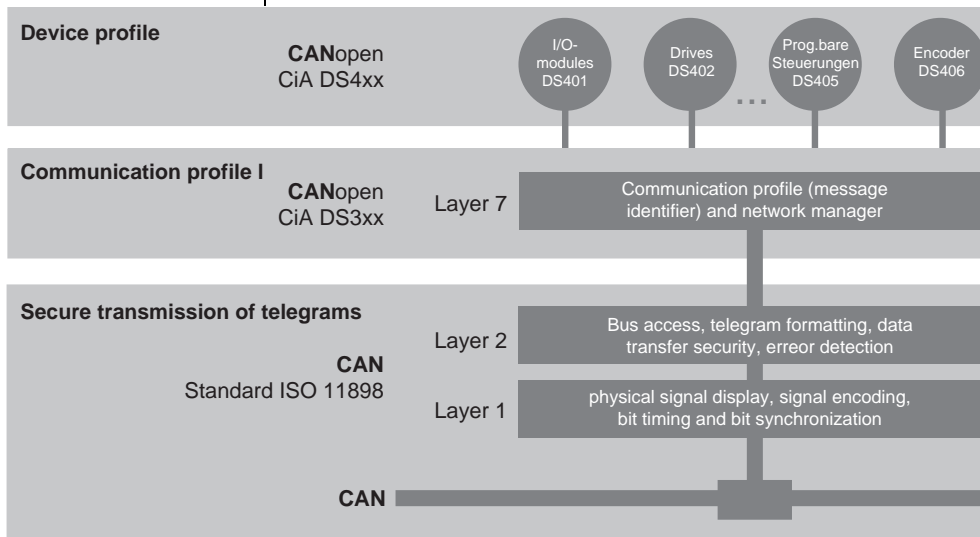 Device profile
CANopen
CiA DS4xx
I/O-
modules
DS401
Drives
DS402
...
Prog.bare
Steuerungen
DS405
Encoder
DS406
Communication profile I
CANopen
CiA DS3xx
Layer 7
Communication profile (message
identifier) and network manager
Secure transmission of telegrams
CAN
Standard ISO 11898
Layer 2
Bus access, telegram formatting, data
transfer security, erreor detection
Layer 1
physical signal display, signal encoding,
bit timing and bit synchronization
CAN